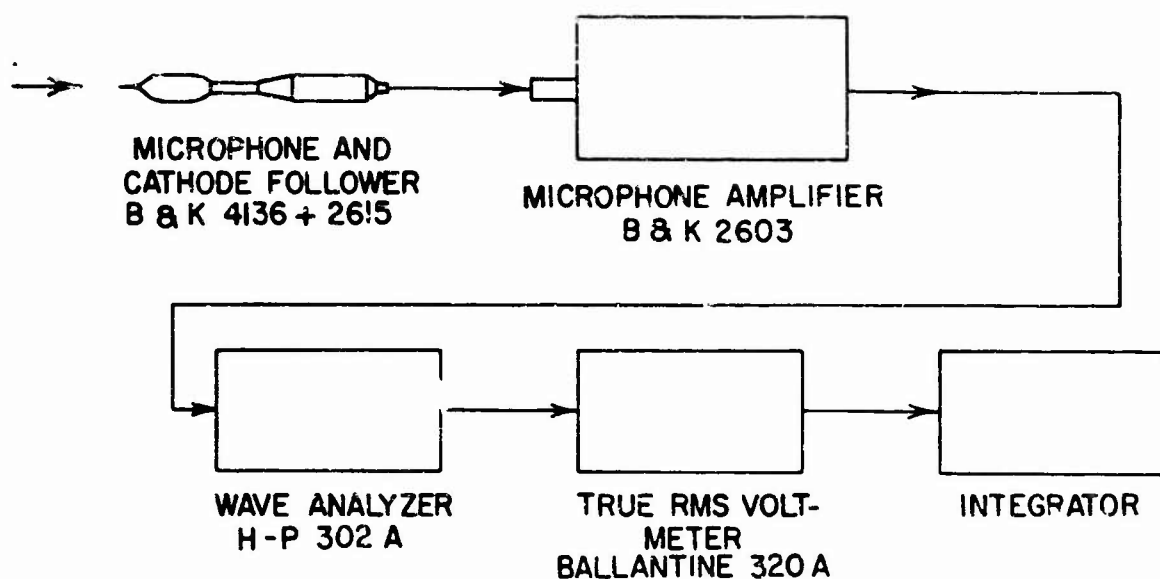 MICROPHONE AND
CATHODE FOLLOWER
B & K 4136 + 2615
MICROPHONE AMPLIFIER
B & K 2603
WAVE ANALYZER
H-P 302 A
TRUE RMS VOLT-
METER
BALLANTINE 320 A
INTEGRATOR